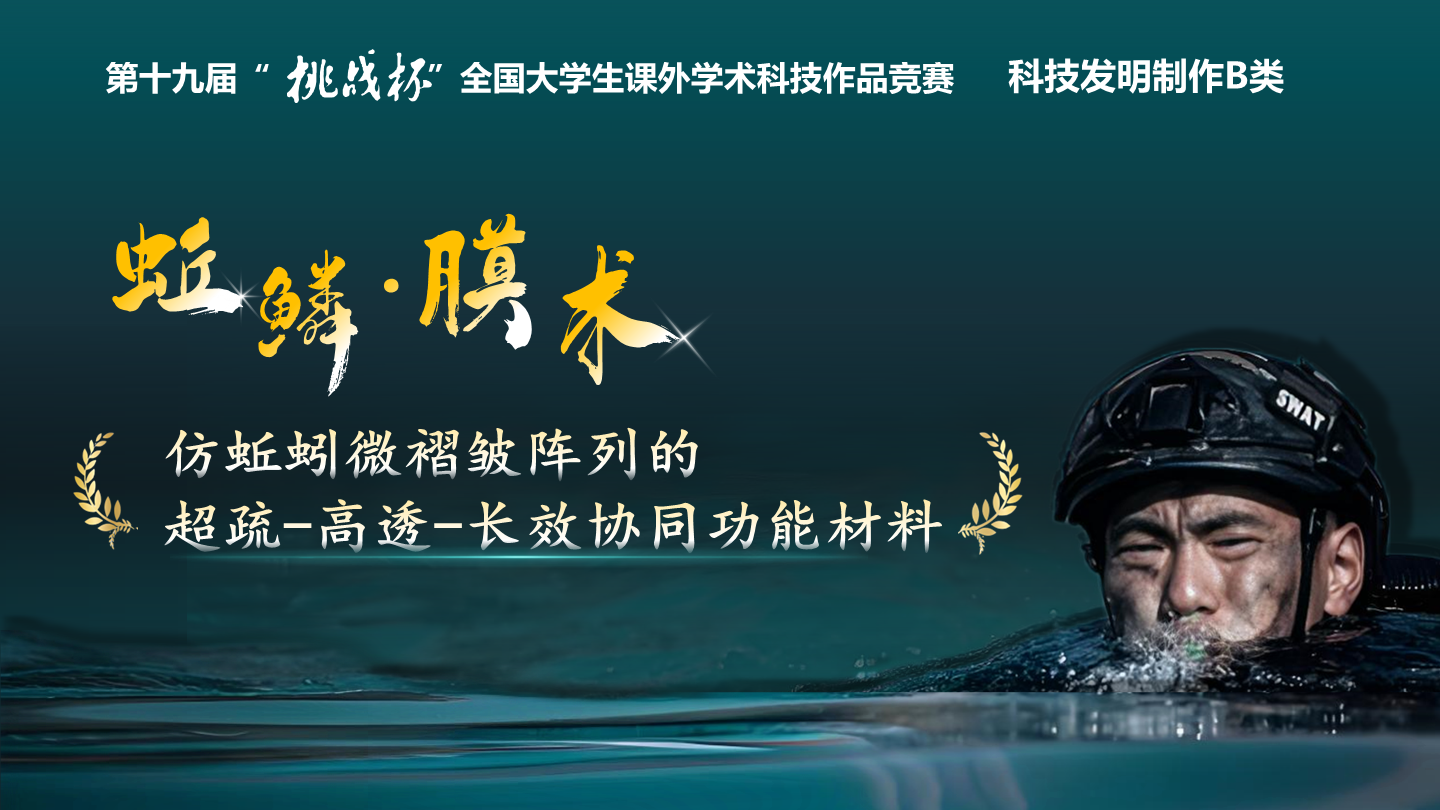 第十九届“挑战杯”全国大学生课外学术科技作品竞赛 科技发明制作B类
蚯鳞·膜术
仿蚯蚓微褶皱阵列的
超疏-高透-长效协同功能材料
SWAT